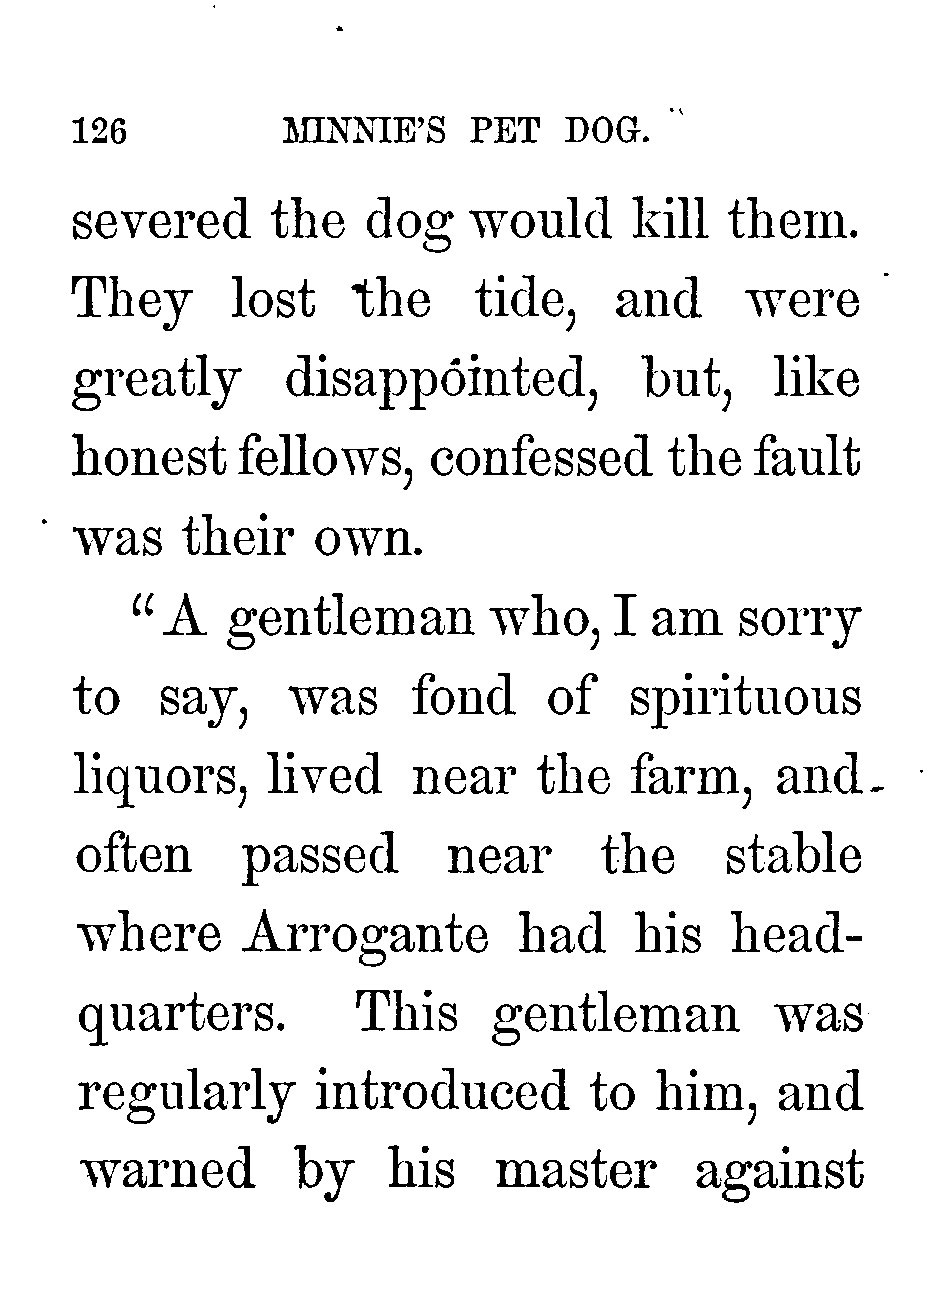 126 MINNIE'S PET DOG.
severed the dog would kill them.
They lost the tide, and were
greatly disappointed, but, like
honest fellows, confessed the fault
was their own.
"A gentleman who, I am sorry
to say, was fond of spirituous
liquors, lived near the farm, and
often passed near the stable
where Arrogante had his head-
quarters. This gentleman was
regularly introduced to him, and
warned by his master against